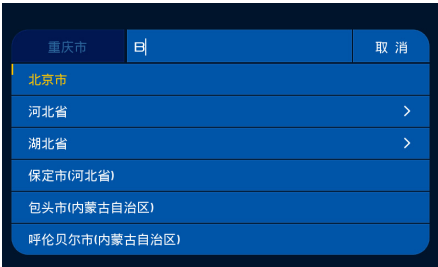 重庆市 B 取 消
北京市
河北省
湖北省
保定市(河北省)
包头市(内蒙古自治区)
呼伦贝尔市(内蒙古自治区)